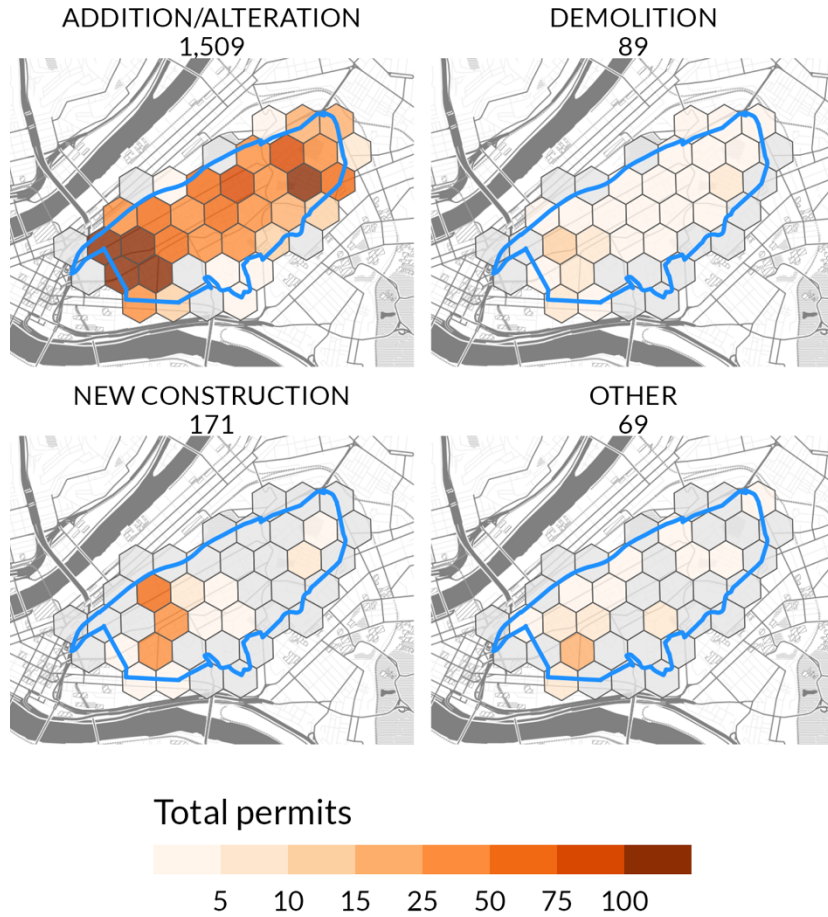 ADDITION/ALTERATION
1,509
DEMOLITION
89
NEW CONSTRUCTION
171
OTHER
69
Total permits
5 10 15 25 50 75 100